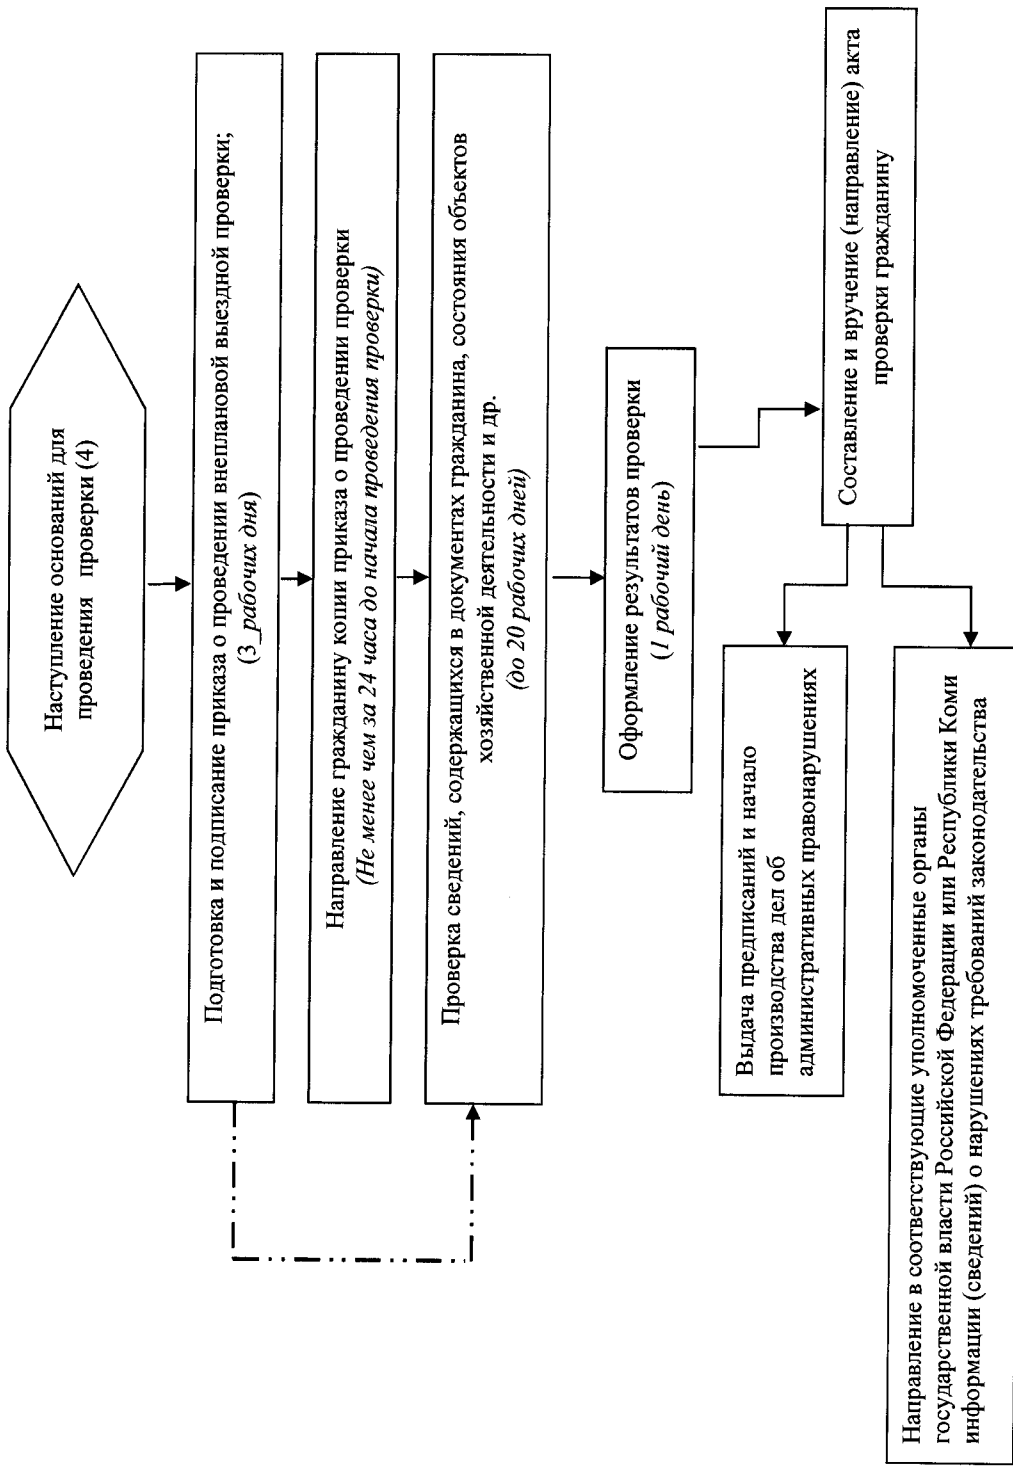 Наступление оснований для
проведения проверки (4)
Подготовка и подписание приказа о проведении внеплановой выездной проверки;
(3_рабочих дня)
Направление гражданину копии приказа о проведении проверки
(Не менее чем за 24 часа до начала проведения проверки)
Проверка сведений, содержащихся в документах гражданина, состояния объектов
хозяйственной деятельности и др.
(до 20 рабочих дней)
Оформление результатов проверки
(1 рабочий день)
Составление и вручение (направление) акта
проверки гражданину
Выдача предписаний и начало
производства дел об
административных правонарушениях
Направление в соответствующие уполномоченные органы
государственной власти Российской Федерации или Республики Коми
информации (сведений) о нарушениях требований законодательства